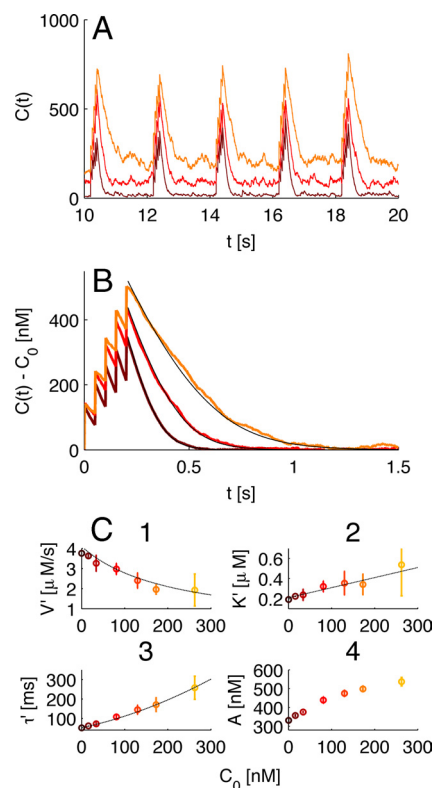 A
1000
500
0
C(t)
10 12 14 16 18 20
t [s]
B
400
200
0
C(t) - C0 [nM]
0 0.5 1 1.5
t [s]
C 1
4
3
2
1
V' [μ M/s]
0 100 200 300
2
0.6
0.4
0.2
0
K' [μ M]
0 100 200 300
3
300
200
100
τ' [ms]
0 100 200 300
4
600
500
400
300
A [nM]
0 100 200 300
C0 [nM]